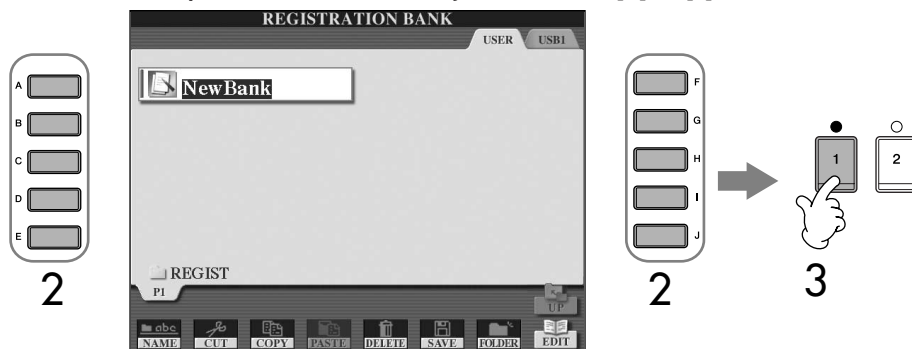 REGISTRATION BANK
USER USB1
NewBank
REGIST
P1
UP
abc
NAME CUT COPY PASTE DELETE SAVE FOLDER EDIT
A
B
C
D
E
2
F
G
H
I
J
2
1 2
3